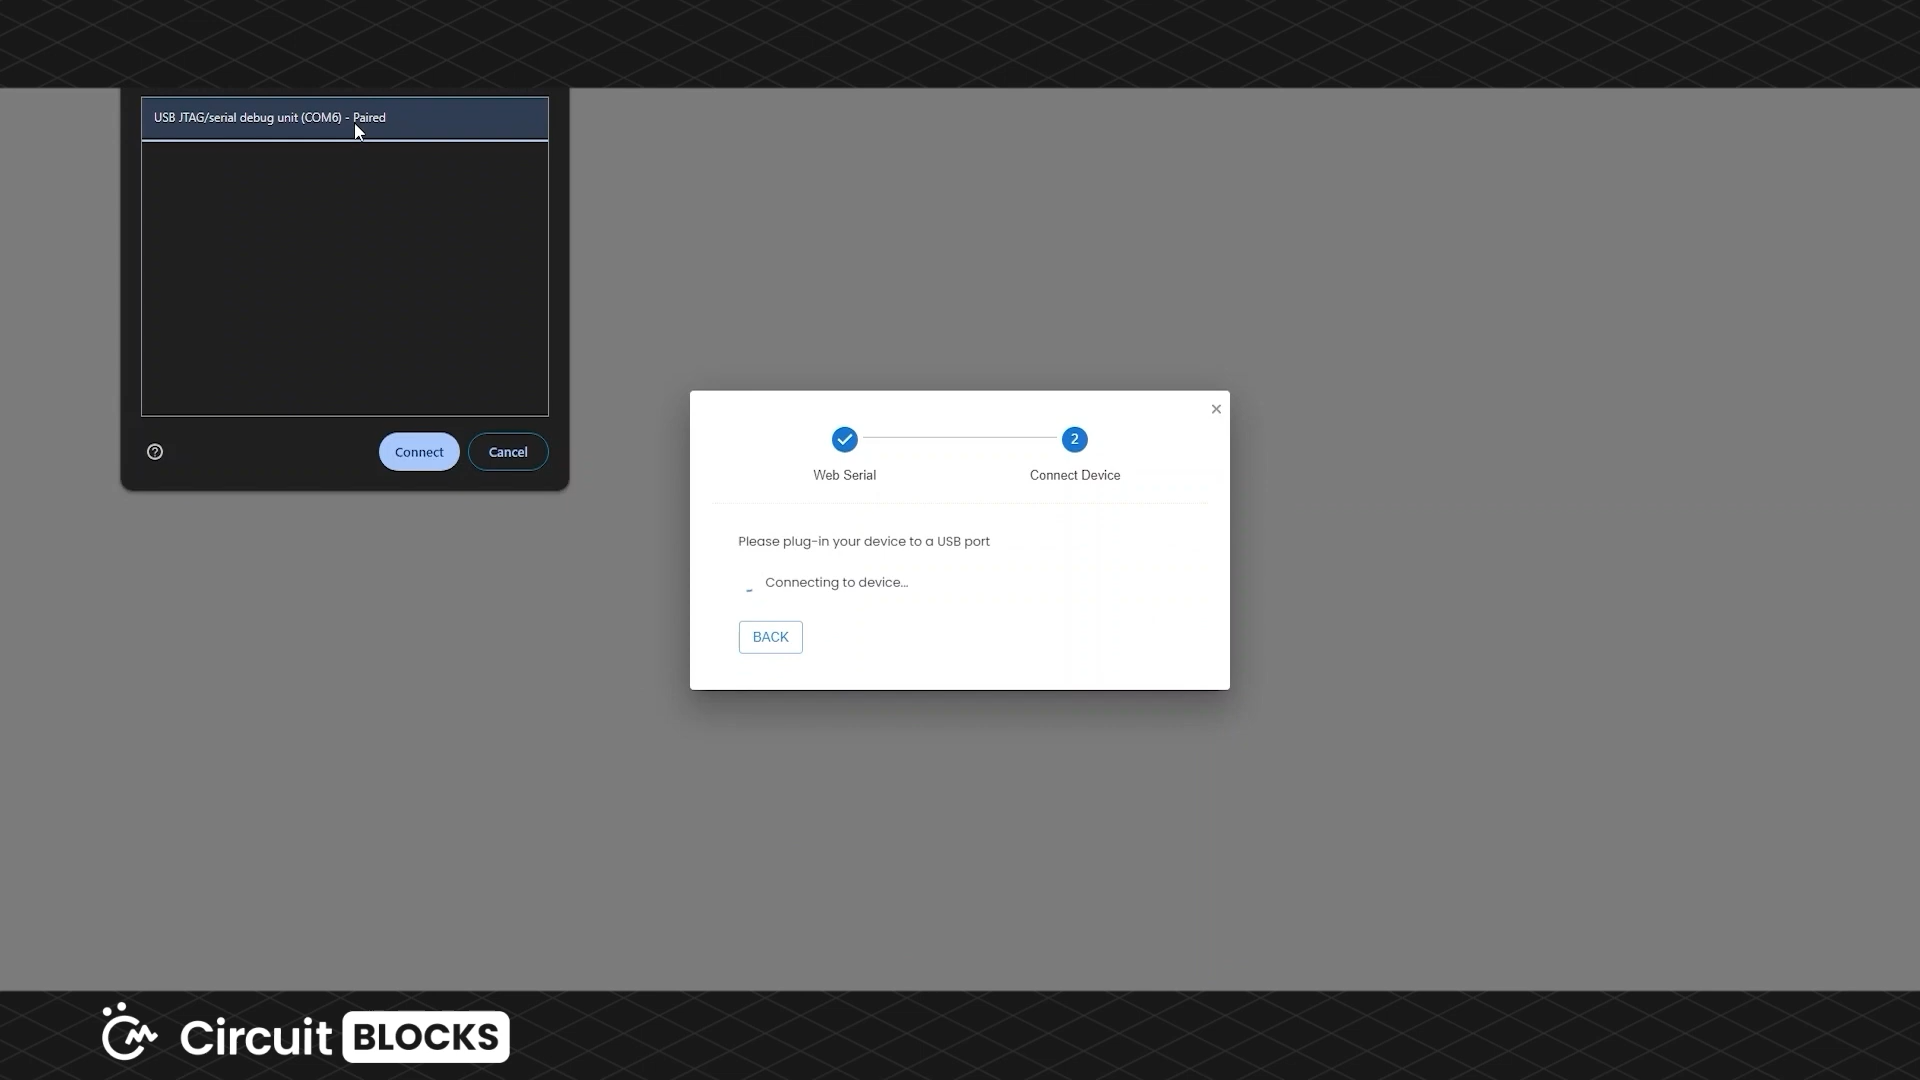 USB JTAG/serial debug unit (COM6) - Paired
Connect
Cancel
2
Web Serial
Connect Device
Please plug-in your device to a USB port
Connecting to device...
BACK
Circuit BLOCKS